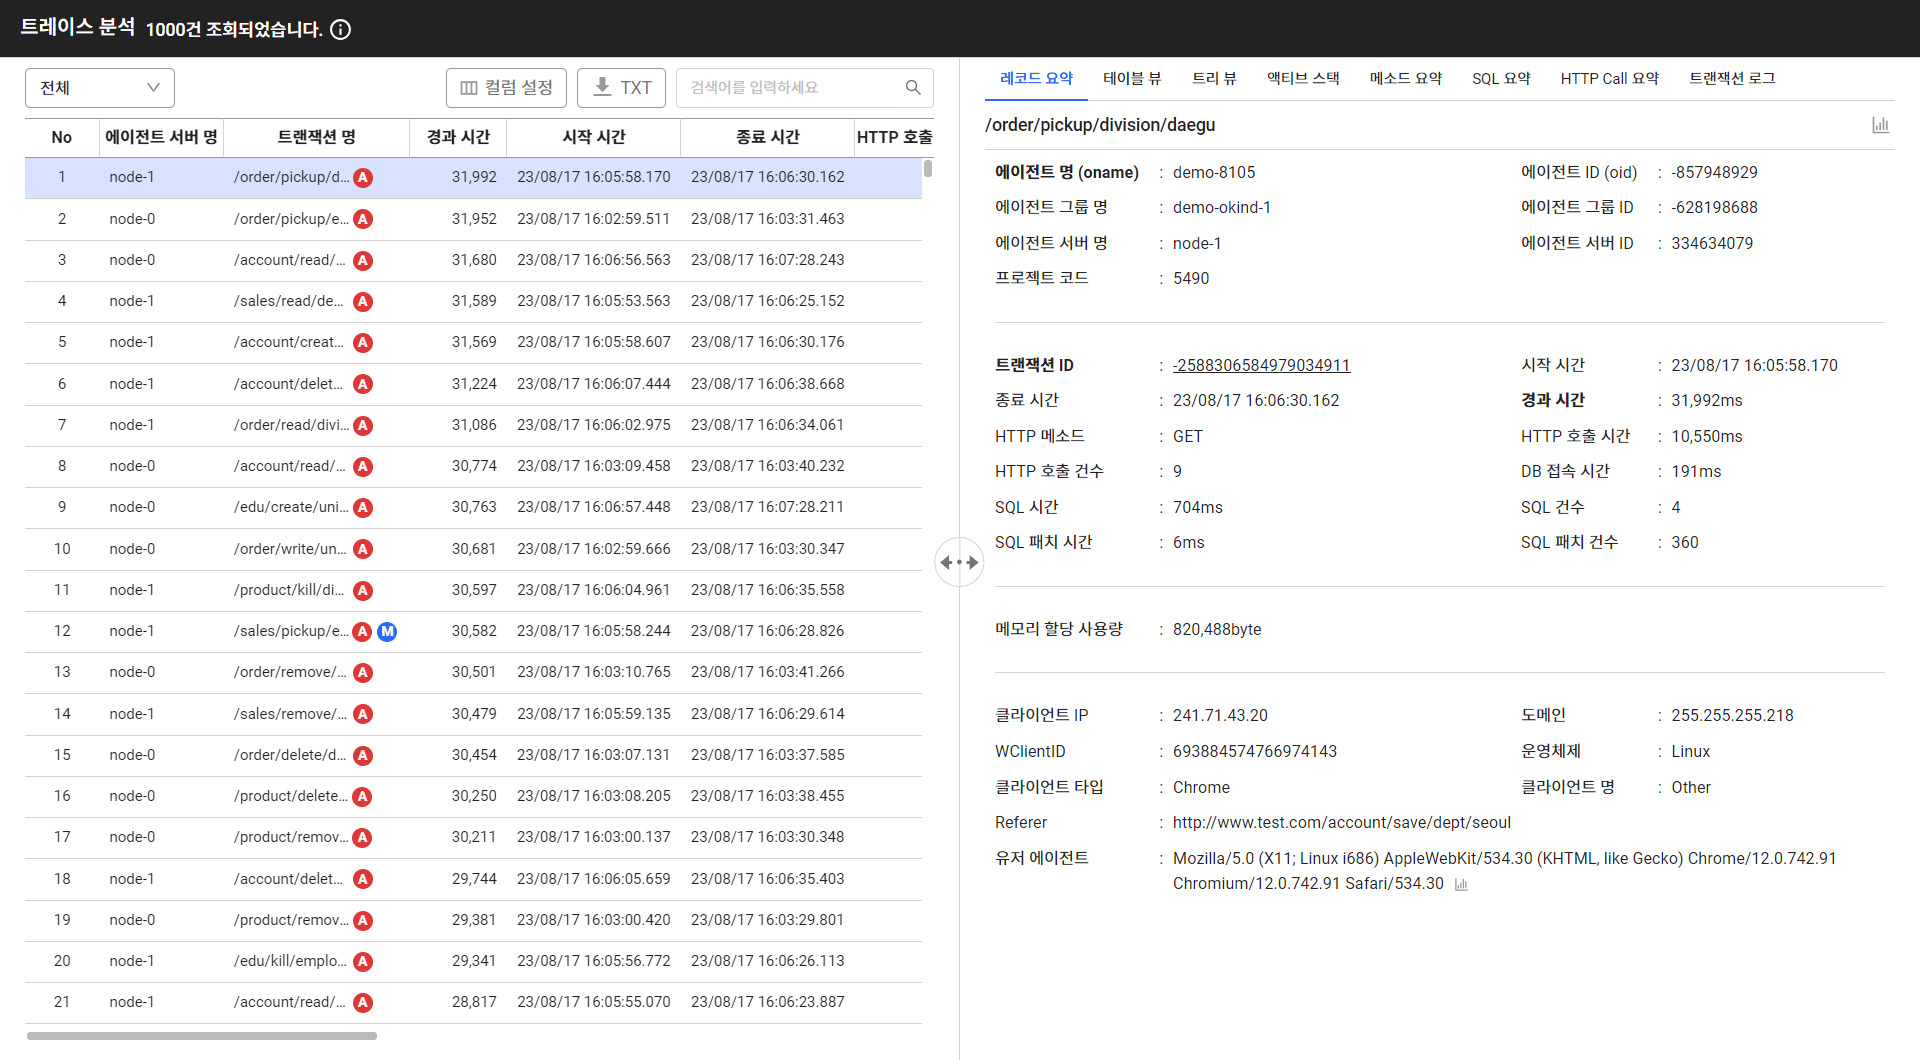 트레이스 분석 1000건 조회되었습니다.
전체 컬럼 설정 TXT 검색어를 입력하세요
No 에이전트 서버 명 트랜잭션 명 경과 시간 시작 시간 종료 시간 HTTP 호출
1 node-1 /order/pickup/d... A 31,992 23/08/17 16:05:58.170 23/08/17 16:06:30.162
2 node-0 /order/pickup/e... A 31,952 23/08/17 16:02:59.511 23/08/17 16:03:31.463
3 node-0 /account/read/... A 31,680 23/08/17 16:06:56.563 23/08/17 16:07:28.243
4 node-1 /sales/read/de... A 31,589 23/08/17 16:05:53.563 23/08/17 16:06:25.152
5 node-1 /account/creat... A 31,569 23/08/17 16:05:58.607 23/08/17 16:06:30.176
6 node-1 /account/delet... A 31,224 23/08/17 16:06:07.444 23/08/17 16:06:38.668
7 node-1 /order/read/divi... A 31,086 23/08/17 16:06:02.975 23/08/17 16:06:34.061
8 node-0 /account/read/... A 30,774 23/08/17 16:03:09.458 23/08/17 16:03:40.232
9 node-0 /edu/create/uni... A 30,763 23/08/17 16:06:57.448 23/08/17 16:07:28.211
10 node-0 /order/write/un... A 30,681 23/08/17 16:02:59.666 23/08/17 16:03:30.347
11 node-1 /product/kill/di... A 30,597 23/08/17 16:06:04.961 23/08/17 16:06:35.558
12 node-1 /sales/pickup/e... A M 30,582 23/08/17 16:05:58.244 23/08/17 16:06:28.826
13 node-0 /order/remove/... A 30,501 23/08/17 16:03:10.765 23/08/17 16:03:41.266
14 node-1 /sales/remove/... A 30,479 23/08/17 16:05:59.135 23/08/17 16:06:29.614
15 node-0 /order/delete/d... A 30,454 23/08/17 16:03:07.131 23/08/17 16:03:37.585
16 node-0 /product/delete... A 30,250 23/08/17 16:03:08.205 23/08/17 16:03:38.455
17 node-0 /product/remov... A 30,211 23/08/17 16:03:00.137 23/08/17 16:03:30.348
18 node-1 /account/delet... A 29,744 23/08/17 16:06:05.659 23/08/17 16:06:35.403
19 node-0 /product/remov... A 29,381 23/08/17 16:03:00.420 23/08/17 16:03:29.801
20 node-1 /edu/kill/emplo... A 29,341 23/08/17 16:05:56.772 23/08/17 16:06:26.113
21 node-1 /account/read/... A 28,817 23/08/17 16:05:55.070 23/08/17 16:06:23.887
레코드 요약 테이블 뷰 트리 뷰 액티브 스택 메소드 요약 SQL 요약 HTTP Call 요약 트랜잭션 로그
/order/pickup/division/daegu
에이전트 명 (oname) : demo-8105 에이전트 ID (oid) : -857948929
에이전트 그룹 명 : demo-okind-1 에이전트 그룹 ID : -628198688
에이전트 서버 명 : node-1 에이전트 서버 ID : 334634079
프로젝트 코드 : 5490
트랜잭션 ID : -2588306584979034911 시작 시간 : 23/08/17 16:05:58.170
종료 시간 : 23/08/17 16:06:30.162 경과 시간 : 31,992ms
HTTP 메소드 : GET HTTP 호출 시간 : 10,550ms
HTTP 호출 건수 : 9 DB 접속 시간 : 191ms
SQL 시간 : 704ms SQL 건수 : 4
SQL 패치 시간 : 6ms SQL 패치 건수 : 360
메모리 할당 사용량 : 820,488byte
클라이언트 IP : 241.71.43.20 도메인 : 255.255.255.218
WClientID : 693884574766974143 운영체제 : Linux
클라이언트 타입 : Chrome 클라이언트 명 : Other
Referer : http://www.test.com/account/save/dept/seoul
유저 에이전트 : Mozilla/5.0 (X11; Linux i686) AppleWebKit/534.30 (KHTML, like Gecko) Chrome/12.0.742.91
Chromium/12.0.742.91 Safari/534.30